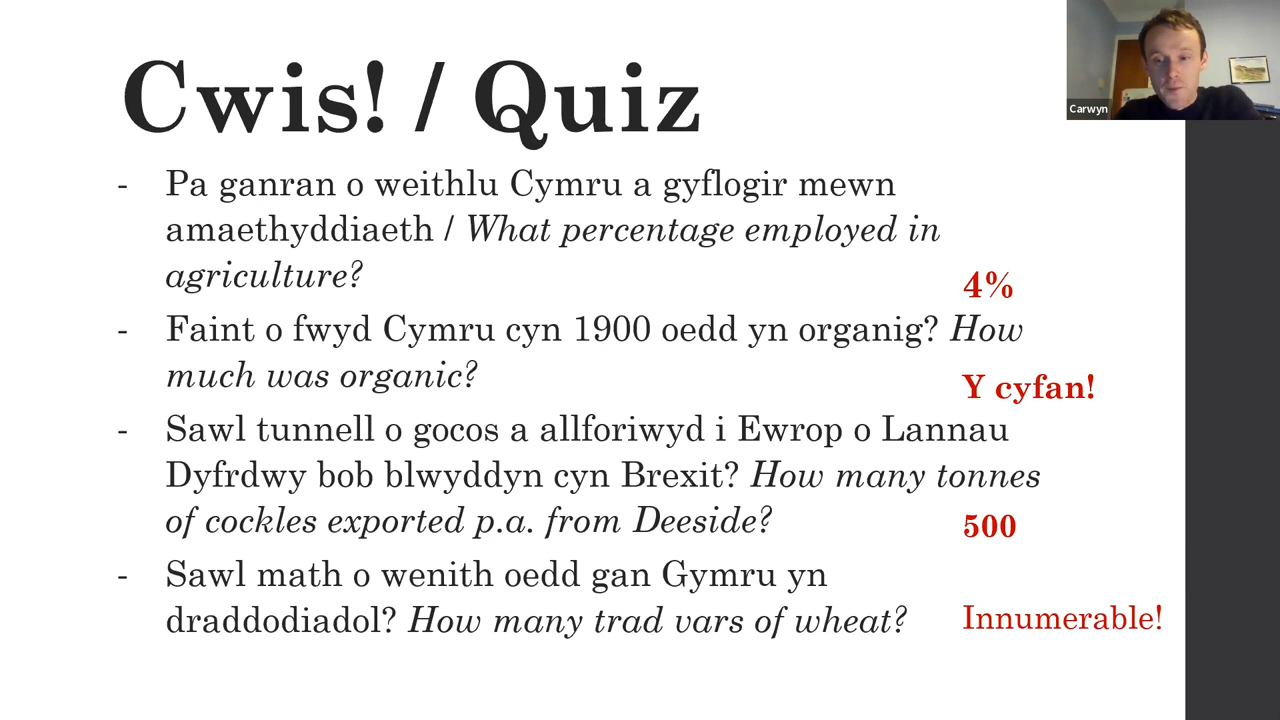 Cwis! / Quiz
Carwyn
- Pa ganran o weithlu Cymru a gyflogir mewn
amaethyddiaeth / What percentage employed in
agriculture?
4%
- Faint o fwyd Cymru cyn 1900 oedd yn organig? How
much was organic?
Y cyfan!
- Sawl tunnell o gocos a allforiwyd i Ewrop o Lannau
Dyfrdwy bob blwyddyn cyn Brexit? How many tonnes
of cockles exported p.a. from Deeside?
500
- Sawl math o wenith oedd gan Gymru yn
draddodiadol? How many trad vars of wheat?
Innumerable!